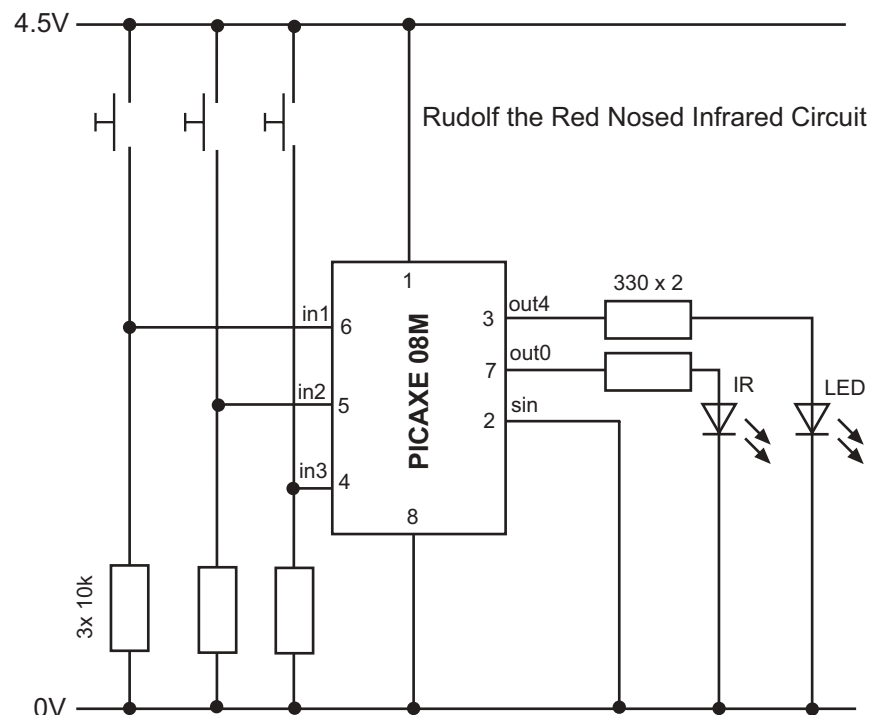 4.5V
Rudolf the Red Nosed Infrared Circuit
1
330 x 2
in1
6
3
out4
7
out0
IR
LED
in2
5
2
sin
PICAXE 08M
in3
4
8
3x 10k
0V